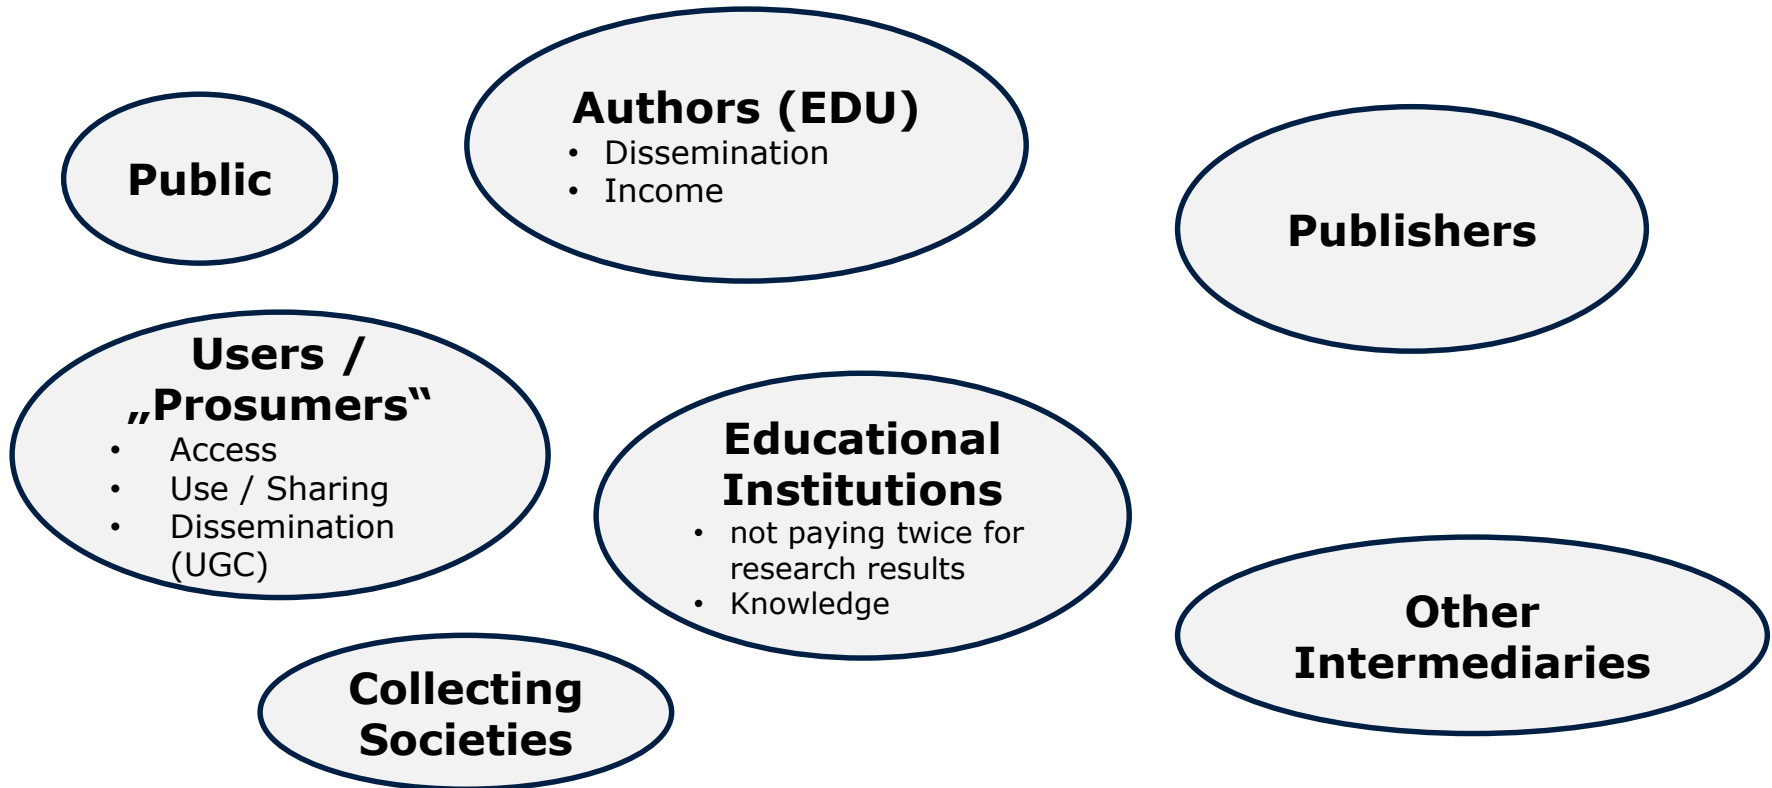 Authors (EDU)
• Dissemination
• Income
Public
Publishers
Users /
„Prosumers“
• Access
• Use / Sharing
• Dissemination
(UGC)
Educational
Institutions
• not paying twice for
research results
• Knowledge
Other
Intermediaries
Collecting
Societies